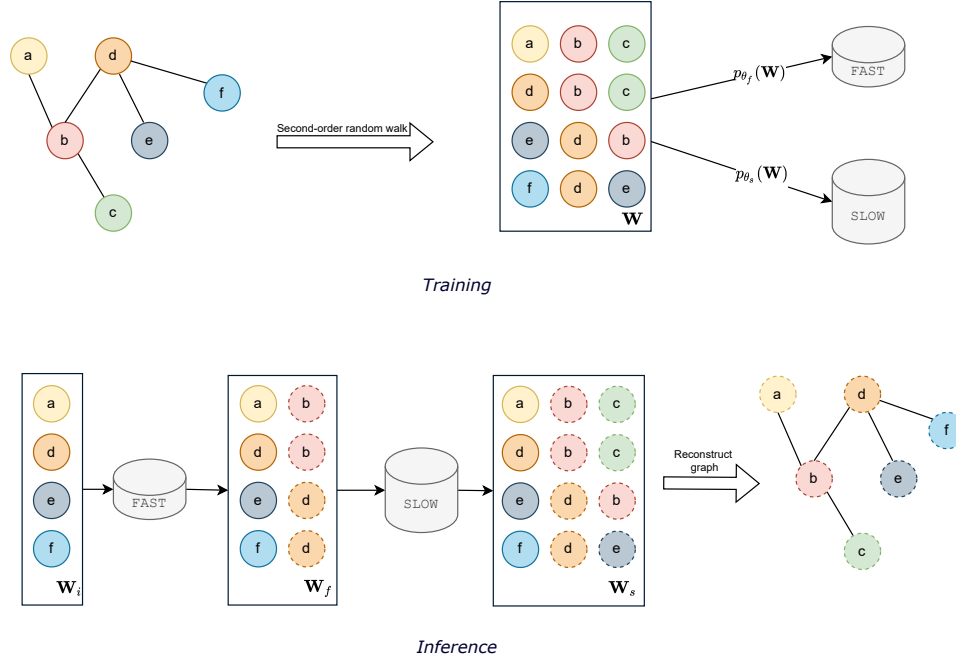 a d
f
b e
c
Second-order random walk
a b c
d b c
e d b
f d e
W
p_{θ_f}(W)
FAST
p_{θ_s}(W)
SLOW
Training
a
d
e
f
W_i
FAST
a b
b d
e d
f d
W_f
SLOW
a b c
d b c
e d b
f d e
W_s
Reconstruct
graph
a d
f
b e
c
Inference